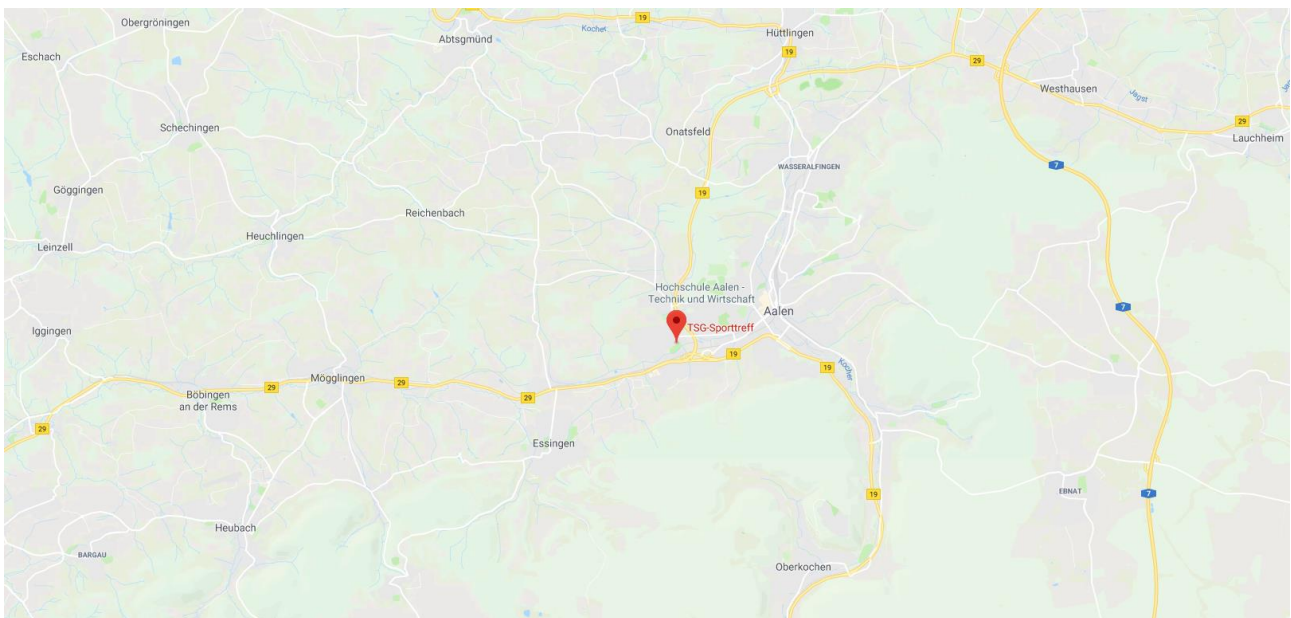 Obergröningen
19
Kocher
Hüttlingen
Abtsgmünd
Eschach
19
29
Westhausen
Jagst
29
Schechingen
Onatsfeld
Lauchheim
WASSERALFINGEN
7
Göggingen
19
Reichenbach
Heuchlingen
Leinzell
Hochschule Aalen -
Technik und Wirtschaft
7
Aalen
TSG-Sporttreff
Iggingen
19
19
Kocher
Mögglingen
29
29
Böbingen
an der Rems
29
29
Essingen
19
EBNAT
7
Heubach
BARGAU
Oberkochen